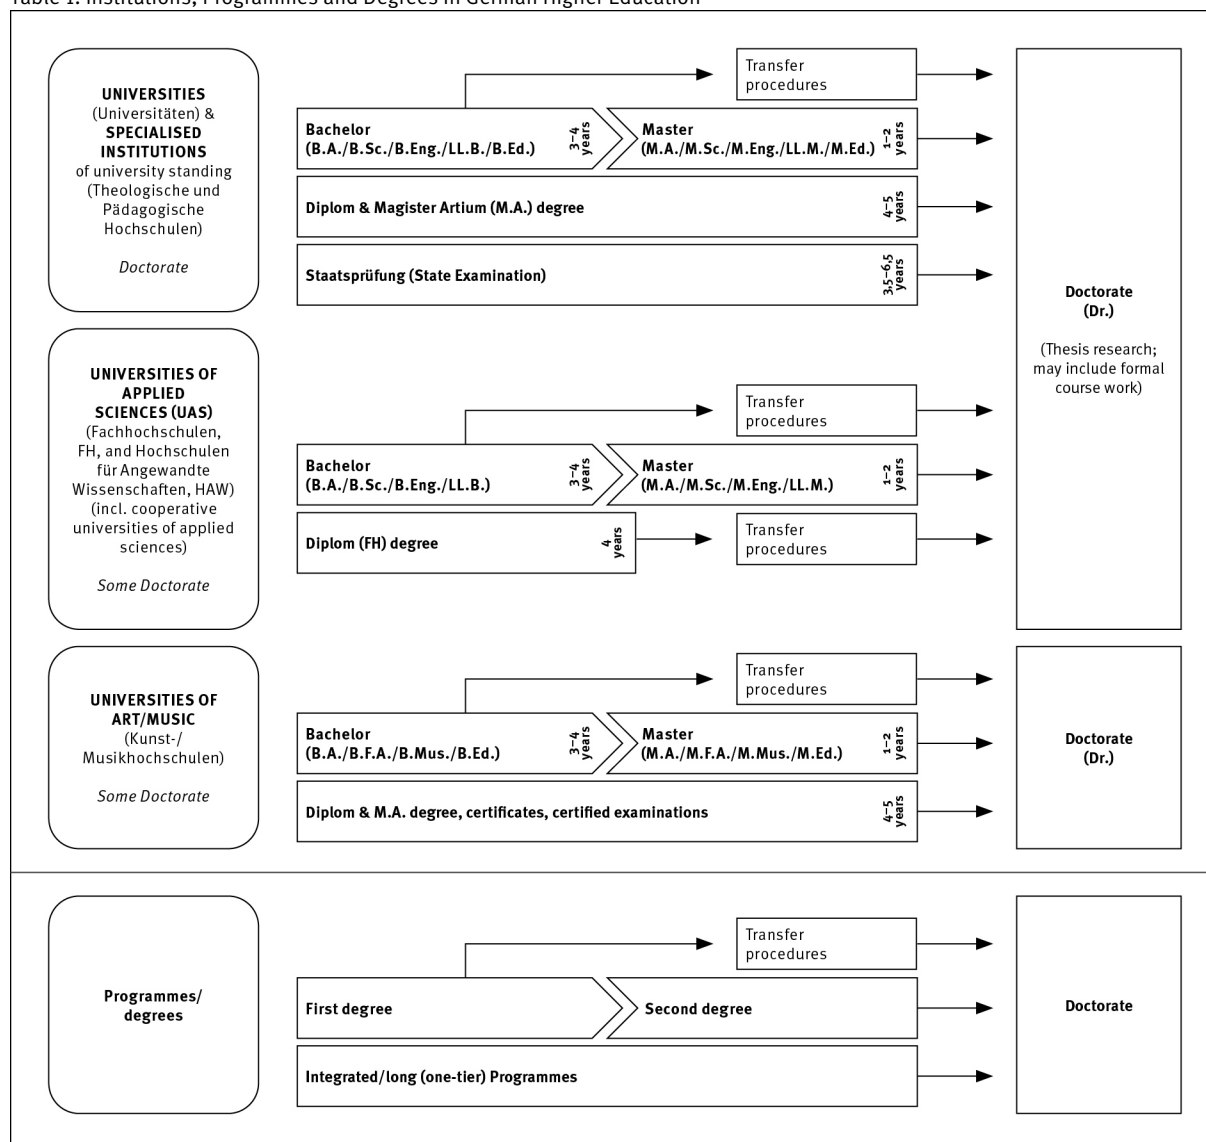 Table 1: Institutions, Programmes and Degrees in German Higher Education
UNIVERSITIES
(Universitäten) &
SPECIALISED
INSTITUTIONS
of university standing
(Theologische und
Pädagogische
Hochschulen)
Doctorate
Transfer
procedures
Bachelor
(B.A./B.Sc./B.Eng./LL.B./B.Ed.)
3–4
years
Master
(M.A./M.Sc./M.Eng./LL.M./M.Ed.)
1–2
years
Diplom & Magister Artium (M.A.) degree
4–5
years
Staatsprüfung (State Examination)
3,5–6,5
years
Doctorate
(Dr.)
(Thesis research;
may include formal
course work)
UNIVERSITIES OF
APPLIED
SCIENCES (UAS)
(Fachhochschulen,
FH, and Hochschulen
für Angewandte
Wissenschaften, HAW)
(incl. cooperative
universities of applied
sciences)
Some Doctorate
Transfer
procedures
Bachelor
(B.A./B.Sc./B.Eng./LL.B.)
3–4
years
Master
(M.A./M.Sc./M.Eng./LL.M.)
1–2
years
Diplom (FH) degree
4
years
Transfer
procedures
UNIVERSITIES OF
ART/MUSIC
(Kunst-/
Musikhochschulen)
Some Doctorate
Transfer
procedures
Bachelor
(B.A./B.F.A./B.Mus./B.Ed.)
3–4
years
Master
(M.A./M.F.A./M.Mus./M.Ed.)
1–2
years
Diplom & M.A. degree, certificates, certified examinations
4–5
years
Doctorate
(Dr.)
Programmes/
degrees
Transfer
procedures
First degree
Second degree
Integrated/long (one-tier) Programmes
Doctorate